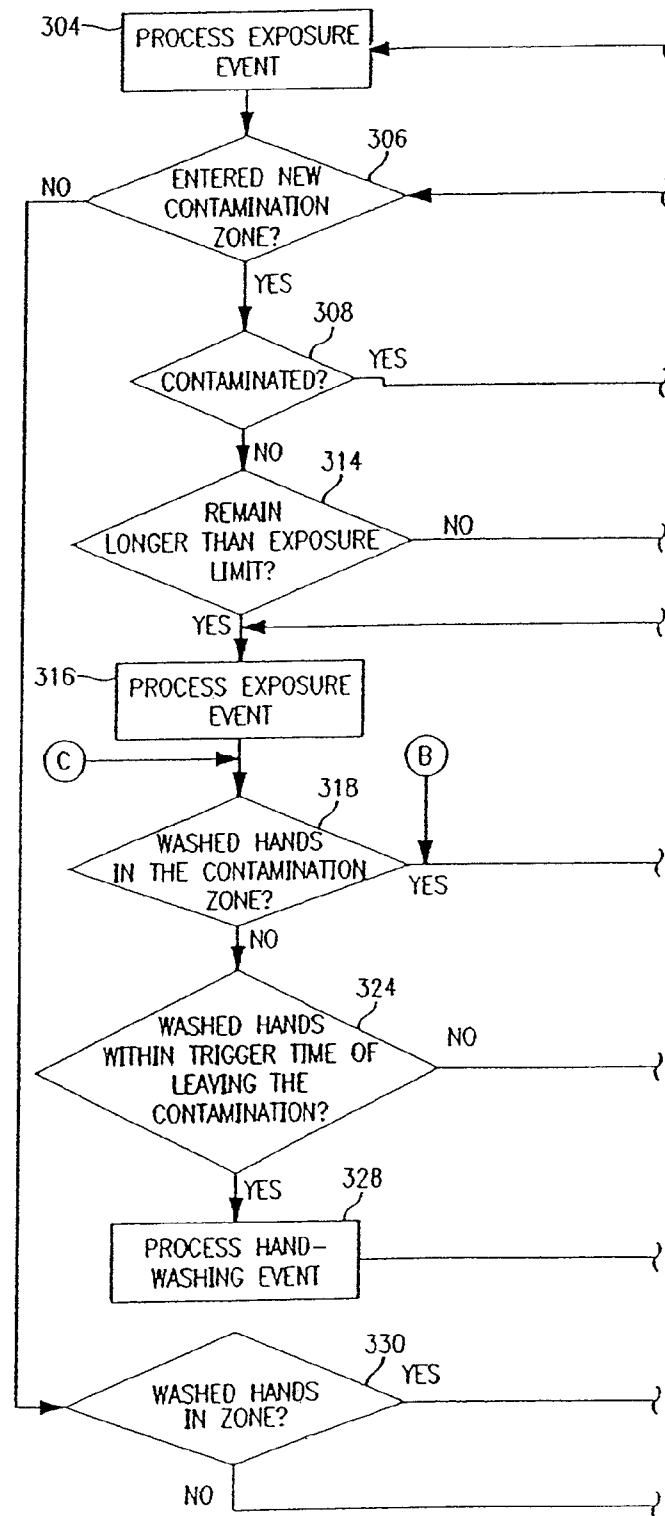 304
PROCESS EXPOSURE
EVENT
306
NO
ENTERED NEW
CONTAMINATION
ZONE?
YES
308
YES
CONTAMINATED?
NO
314
REMAIN
LONGER THAN EXPOSURE
LIMIT?
NO
YES
316
PROCESS EXPOSURE
EVENT
C
B
318
WASHED HANDS
IN THE CONTAMINATION
ZONE?
YES
NO
324
WASHED HANDS
WITHIN TRIGGER TIME OF
LEAVING THE
CONTAMINATION?
NO
YES
328
PROCESS HAND-
WASHING EVENT
330
YES
WASHED HANDS
IN ZONE?
NO